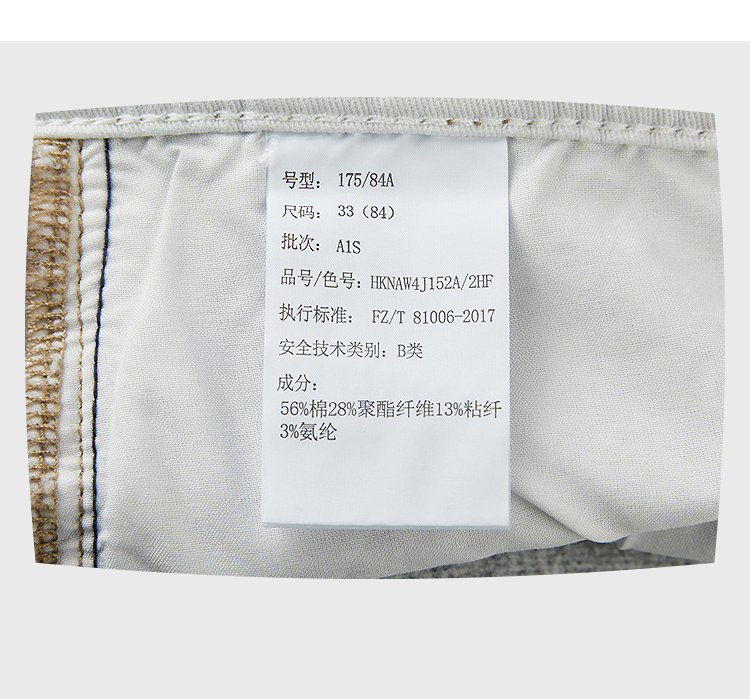 号型： 175/84A
尺码： 33（84）
批次： A1S
品号/色号：HKNAW4J152A/2HF
执行标准： FZ/T 81006-2017
安全技术类别：B类
成分：
56%棉28%聚酯纤维13%粘纤
3%氨纶